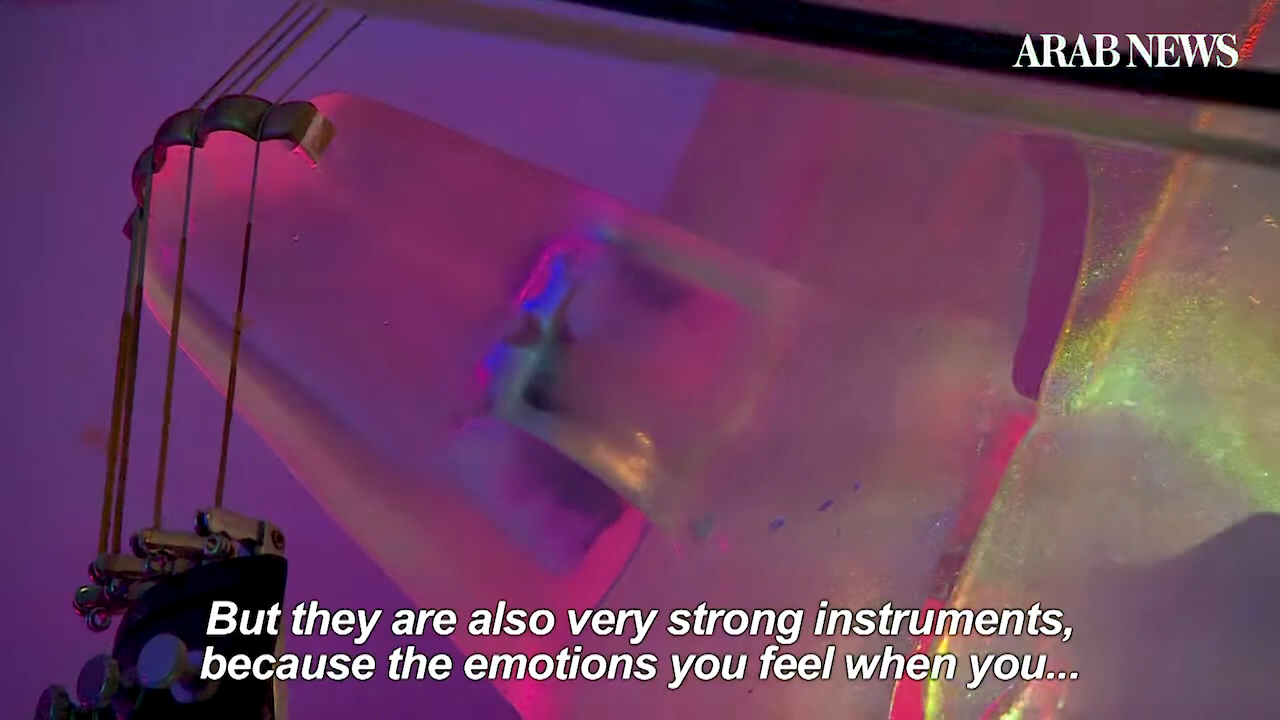 ARAB NEWS
But they are also very strong instruments,
because the emotions you feel when you...